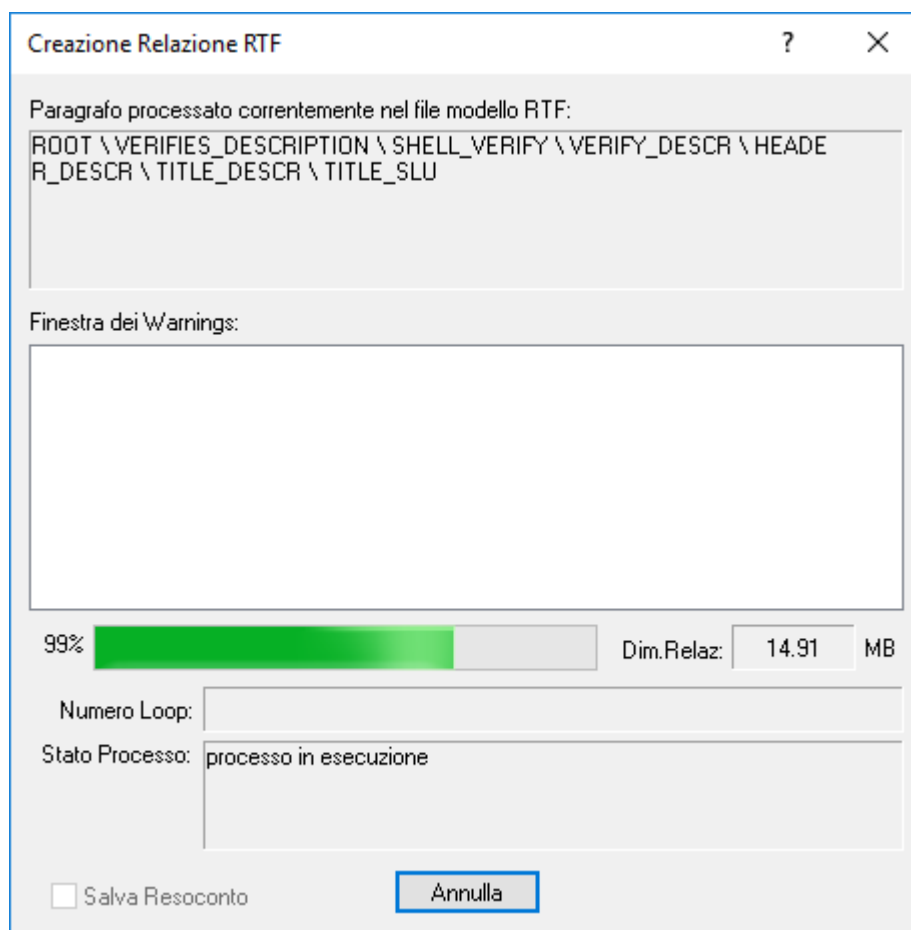 Creazione Relazione RTF
?
Paragrafo processato correntemente nel file modello RTF:
ROOT \ VERIFIES_DESCRIPTION \ SHELL_VERIFY \ VERIFY_DESCR \ HEADE
R_DESCR \ TITLE_DESCR \ TITLE_SLU
Finestra dei Warnings:
99%
Dim.Relaz: 14.91 MB
Numero Loop:
Stato Processo: processo in esecuzione
Salva Resoconto
Annulla